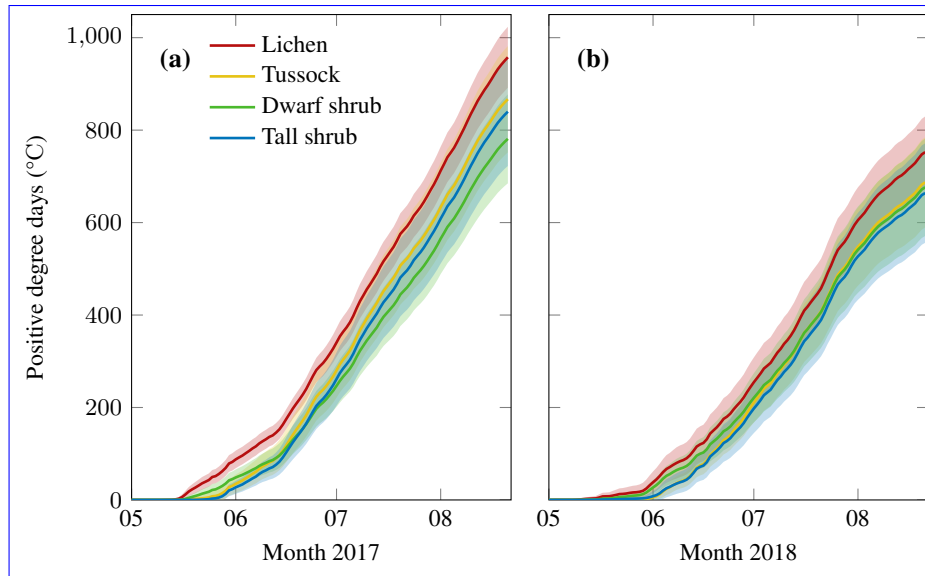 (a)
Lichen
Tussock
Dwarf shrub
Tall shrub
(b)
Positive degree days (°C)
1,000
800
600
400
200
0
05 06 07 08
05 06 07 08
Month 2017
Month 2018